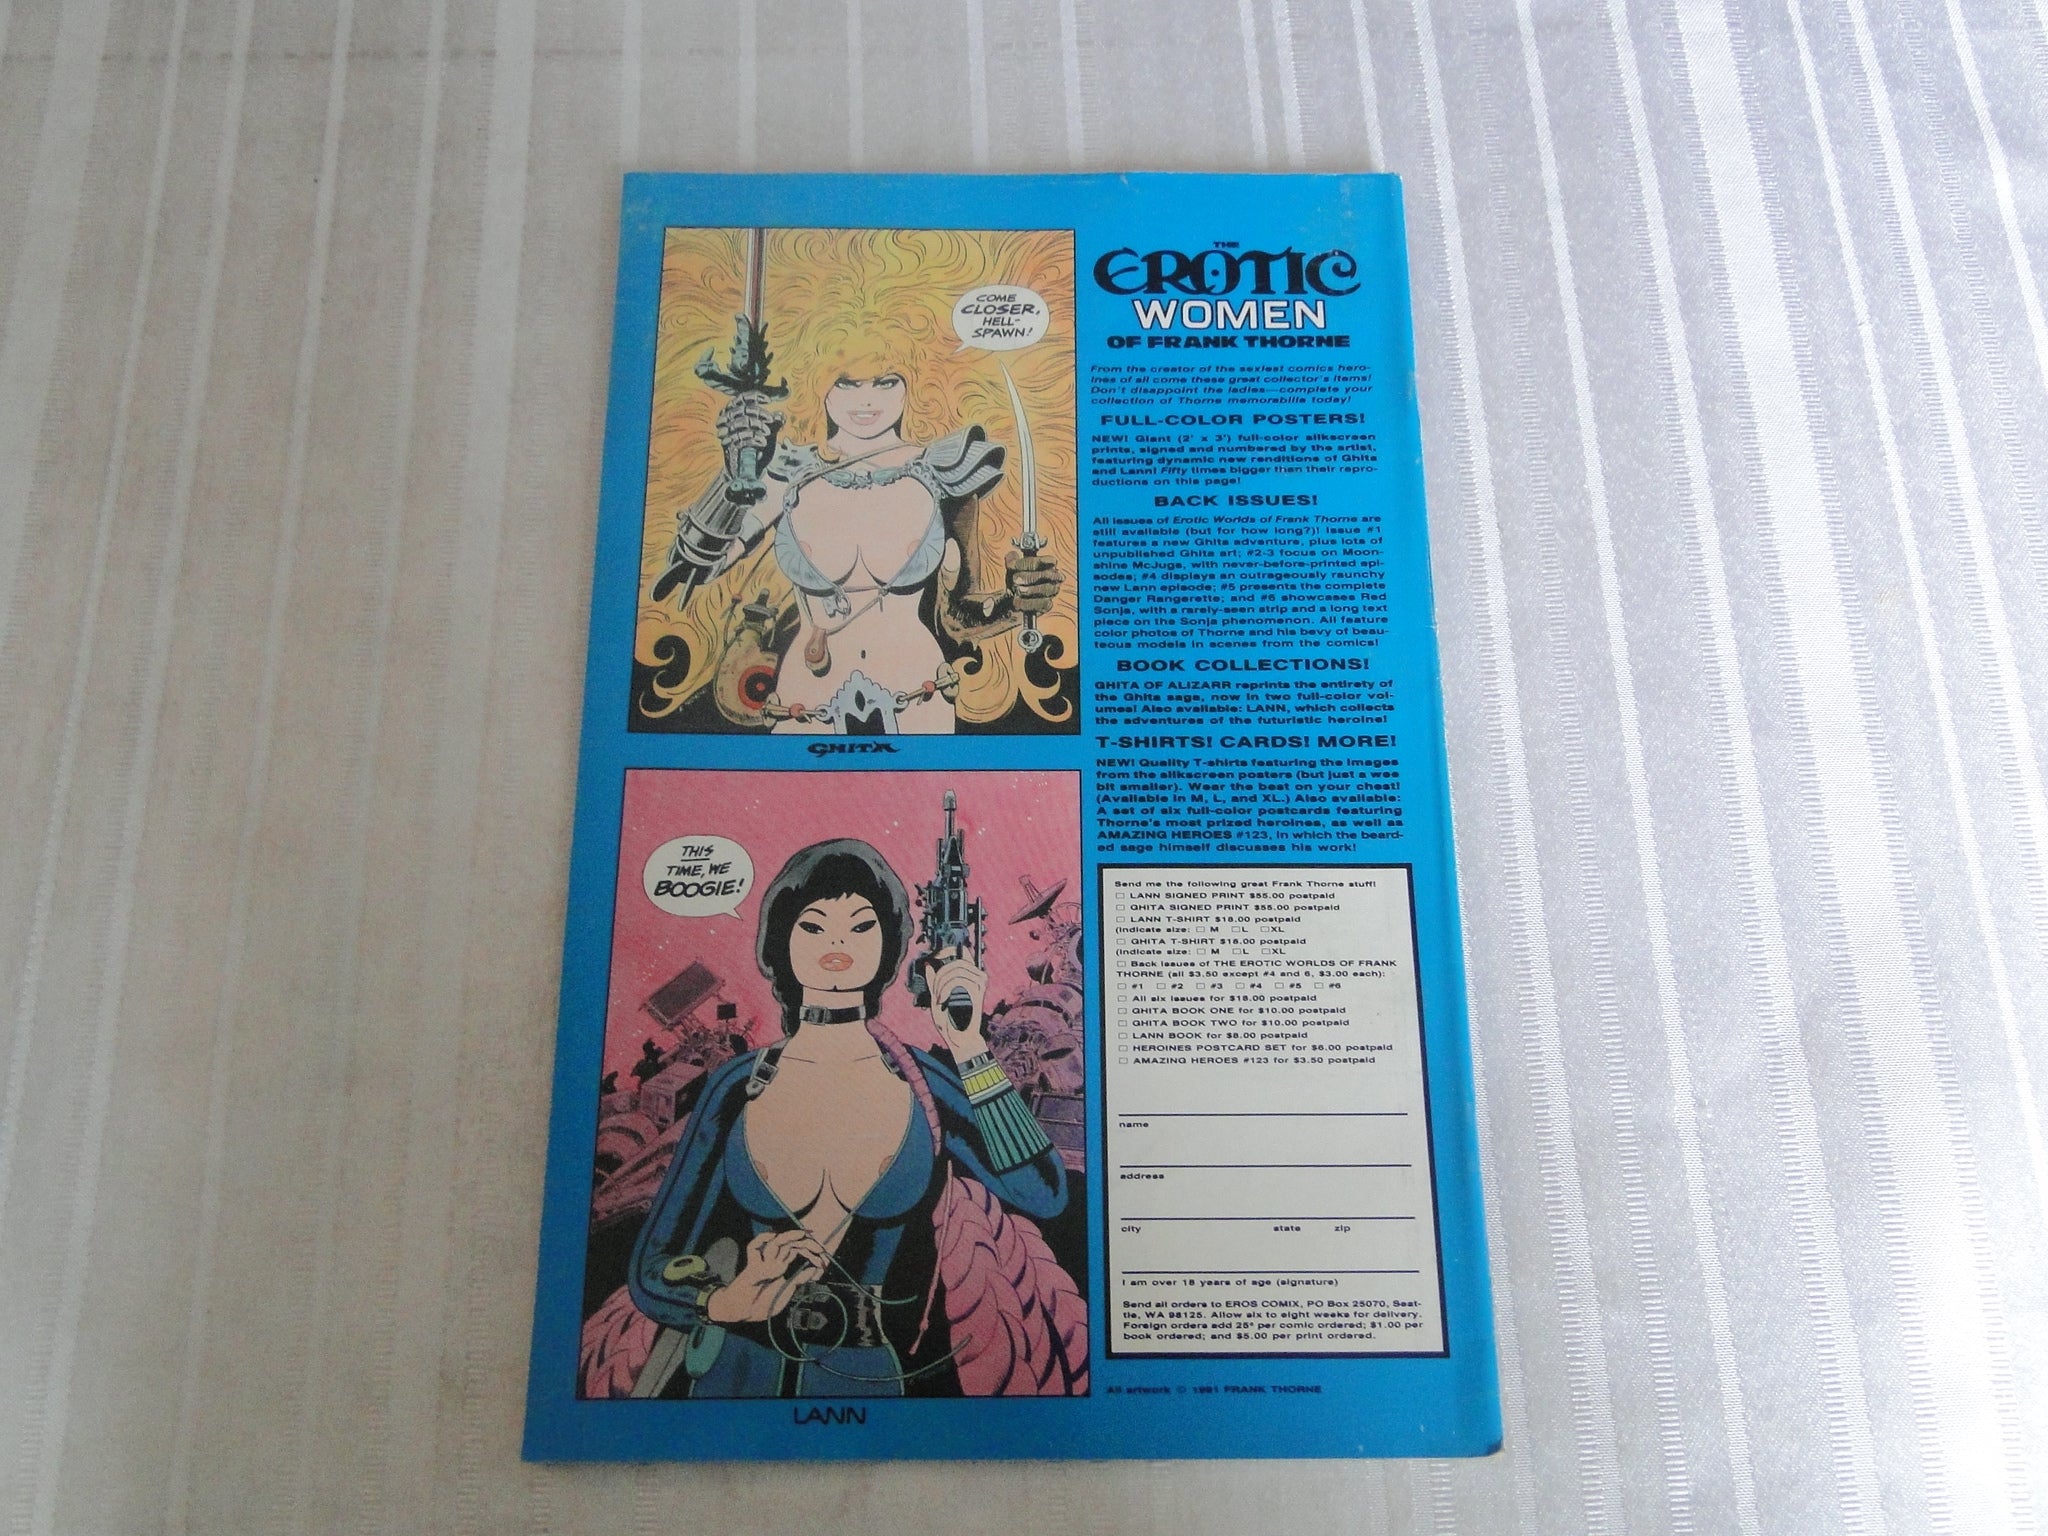 COME
CLOSER,
HELL-
SPAWN!
GHITA
THIS
TIME, WE
BOOGIE!
LANN
THE
EROTIC
WOMEN
OF FRANK THORNE
From the creator of the sexiest comics hero-
ines of all come these great collector's items!
Don't disappoint the ladies—complete your
collection of Thorne memorabilia today!
FULL-COLOR POSTERS!
NEW! Giant (2' x 3') full-color silkscreen
prints, signed and numbered by the artist,
featuring dynamic new renditions of Ghita
and Lann! Fifty times bigger than their repro-
ductions on this page!
BACK ISSUES!
All issues of Erotic Worlds of Frank Thorne are
still available (but for how long?)! Issue #1
features a new Ghita adventure, plus lots of
unpublished Ghita art; #2-3 focus on Moon-
shine McJugs, with never-before-printed epi-
sodes; #4 displays an outrageously raunchy
new Lann episode; #5 presents the complete
Danger Rangerette; and #6 showcases Red
Sonja, with a rarely-seen strip and a long text
piece on the Sonja phenomenon. All feature
color photos of Thorne and his bevy of beau-
teous models in scenes from the comics!
BOOK COLLECTIONS!
GHITA OF ALIZARR reprints the entirety of
the Ghita saga, now in two full-color vol-
umes! Also available: LANN, which collects
the adventures of the futuristic heroine!
T-SHIRTS! CARDS! MORE!
NEW! Quality T-shirts featuring the images
from the silkscreen posters (but just a wee
bit smaller). Wear the best on your chest!
(Available in M, L, and XL.) Also available:
A set of six full-color postcards featuring
Thorne's most prized heroines, as well as
AMAZING HEROES #123, in which the beard-
ed sage himself discusses his work!
Send me the following great Frank Thorne stuff!
□ LANN SIGNED PRINT $55.00 postpaid
□ GHITA SIGNED PRINT $55.00 postpaid
□ LANN T-SHIRT $18.00 postpaid
(indicate size: □ M □ L □ XL
□ GHITA T-SHIRT $18.00 postpaid
(indicate size: □ M □ L □ XL
□ Back issues of THE EROTIC WORLDS OF FRANK
THORNE (all $3.50 except #4 and 6, $3.00 each):
□ #1 □ #2 □ #3 □ #4 □ #5 □ #6
□ All six issues for $18.00 postpaid
□ GHITA BOOK ONE for $10.00 postpaid
□ GHITA BOOK TWO for $10.00 postpaid
□ LANN BOOK for $8.00 postpaid
□ HEROINES POSTCARD SET for $6.00 postpaid
□ AMAZING HEROES #123 for $3.50 postpaid
name
address
city state zip
I am over 18 years of age (signature)
Send all orders to EROS COMIX, PO Box 25070, Seat-
tle, WA 98125. Allow six to eight weeks for delivery.
Foreign orders add 25¢ per comic ordered; $1.00 per
book ordered; and $5.00 per print ordered.
All artwork © 1991 FRANK THORNE